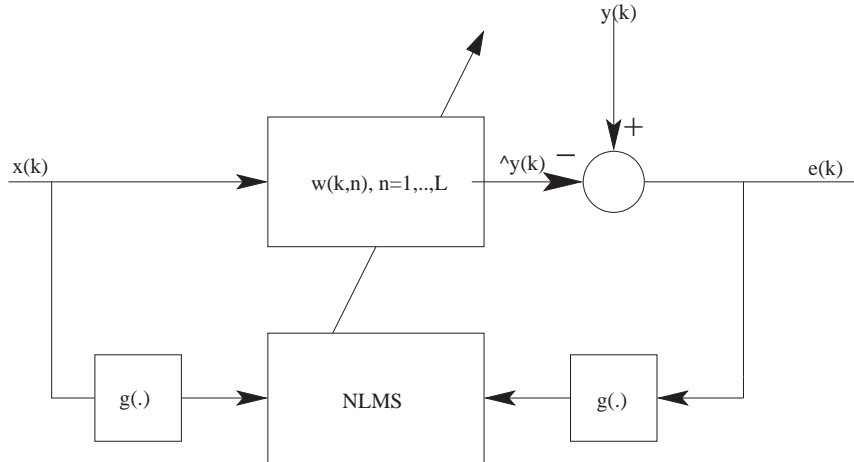 y(k)
+
x(k)
w(k,n), n=1,..,L
^y(k)
−
e(k)
g(.)
NLMS
g(.)